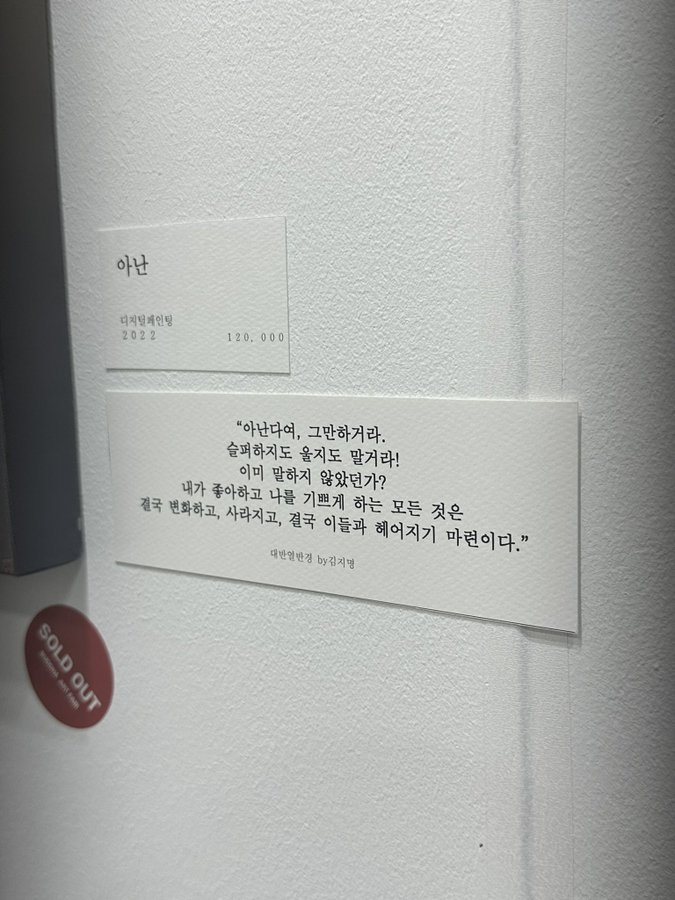 아난
디지털페인팅
2022
120,000
“아난다여, 그만하거라.
슬퍼하지도 울지도 말거라!
이미 말하지 않았던가?
내가 좋아하고 나를 기쁘게 하는 모든 것은
결국 변화하고, 사라지고, 결국 이들과 헤어지기 마련이다.”
대반열반경 by김지명
SOLD OUT
BUDDHA ART FAIR